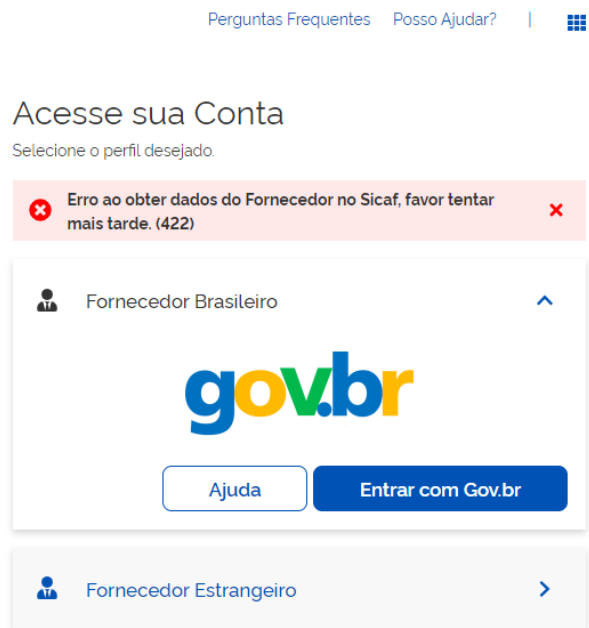 Perguntas Frequentes Posso Ajudar? |
Acesse sua Conta
Selecione o perfil desejado.
Erro ao obter dados do Fornecedor no Sicaf, favor tentar
mais tarde. (422)
Fornecedor Brasileiro
gov.br
Ajuda Entrar com Gov.br
Fornecedor Estrangeiro